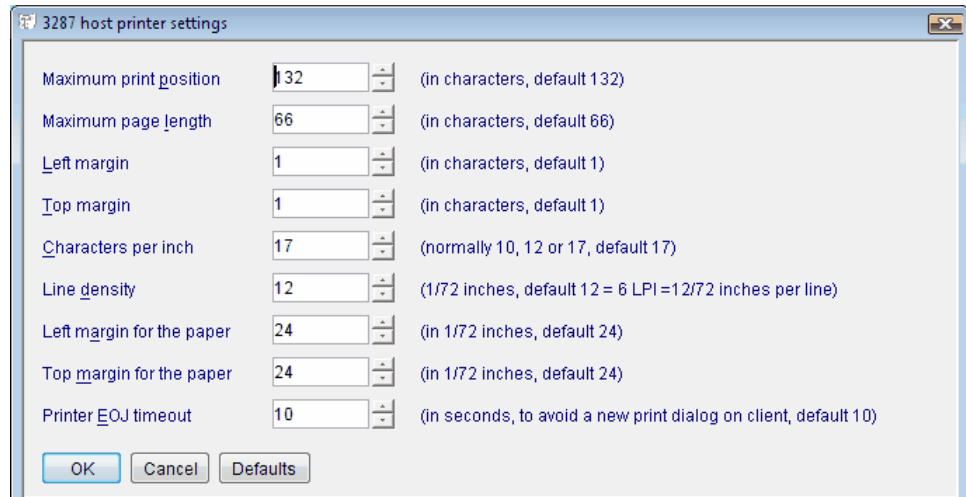 3287 host printer settings
Maximum print position 132 (in characters, default 132)
Maximum page length 66 (in characters, default 66)
Left margin 1 (in characters, default 1)
Top margin 1 (in characters, default 1)
Characters per inch 17 (normally 10, 12 or 17, default 17)
Line density 12 (1/72 inches, default 12 = 6 LPI =12/72 inches per line)
Left margin for the paper 24 (in 1/72 inches, default 24)
Top margin for the paper 24 (in 1/72 inches, default 24)
Printer EOJ timeout 10 (in seconds, to avoid a new print dialog on client, default 10)
OK Cancel Defaults